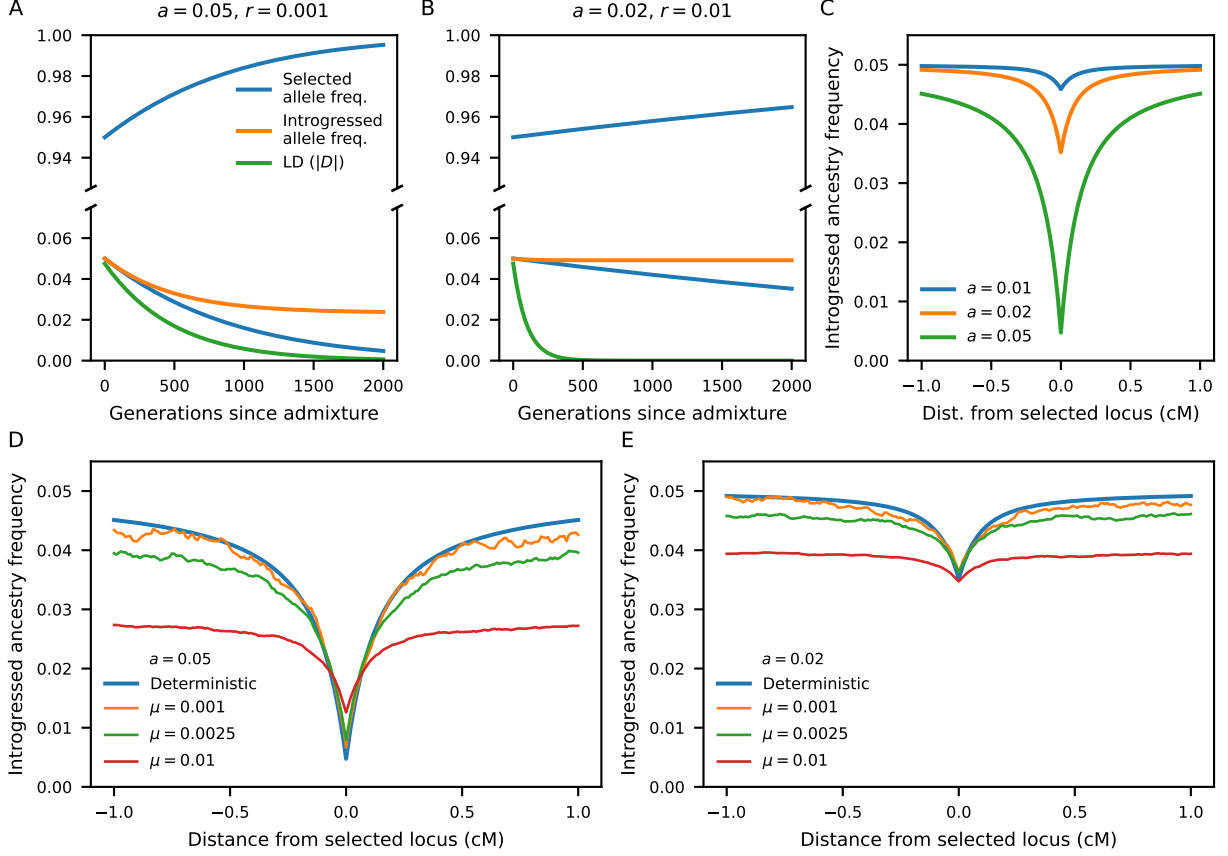 A
a = 0.05, r = 0.001
1.00
0.98
0.96
0.94
0.06
0.04
0.02
0.00
Selected
allele freq.
Introgressed
allele freq.
LD (|D|)
0
500
1000
1500
2000
Generations since admixture
B
a = 0.02, r = 0.01
1.00
0.98
0.96
0.94
0.06
0.04
0.02
0.00
0
500
1000
1500
2000
Generations since admixture
C
Introgressed ancestry frequency
0.05
0.04
0.03
0.02
0.01
0.00
a = 0.01
a = 0.02
a = 0.05
−1.0
−0.5
0.0
0.5
1.0
Dist. from selected locus (cM)
D
Introgressed ancestry frequency
0.05
0.04
0.03
0.02
0.01
0.00
a = 0.05
Deterministic
μ = 0.001
μ = 0.0025
μ = 0.01
−1.0
−0.5
0.0
0.5
1.0
Distance from selected locus (cM)
E
Introgressed ancestry frequency
0.05
0.04
0.03
0.02
0.01
0.00
a = 0.02
Deterministic
μ = 0.001
μ = 0.0025
μ = 0.01
−1.0
−0.5
0.0
0.5
1.0
Distance from selected locus (cM)